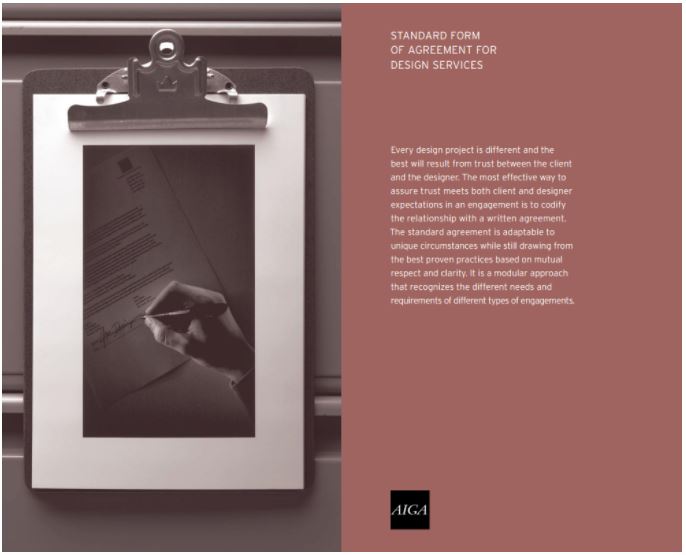 STANDARD FORM
OF AGREEMENT FOR
DESIGN SERVICES
Every design project is different and the
best will result from trust between the client
and the designer. The most effective way to
assure trust meets both client and designer
expectations in an engagement is to codify
the relationship with a written agreement.
The standard agreement is adaptable to
unique circumstances while still drawing from
the best proven practices based on mutual
respect and clarity. It is a modular approach
that recognizes the different needs and
requirements of different types of engagements.
AIGA